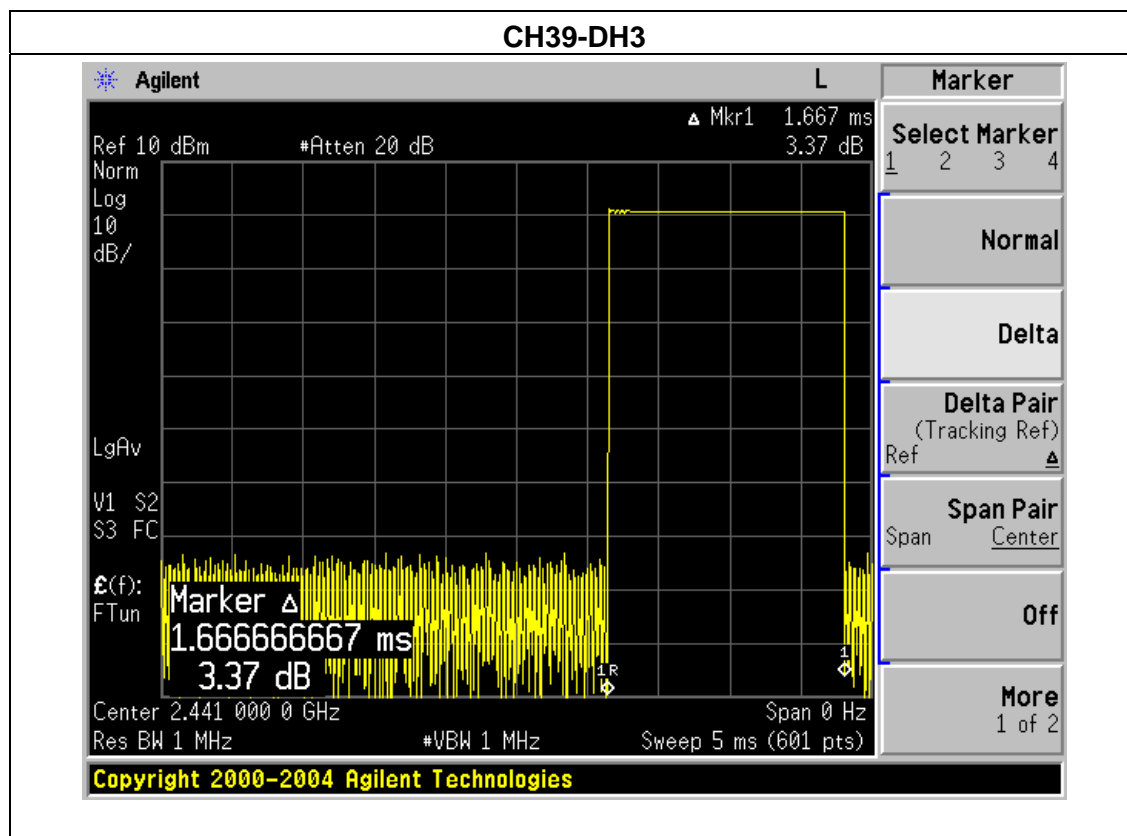 CH39-DH3
Agilent L Marker
Δ Mkr1 1.667 ms
Ref 10 dBm #Atten 20 dB 3.37 dB
Norm
Log
10
dB/
LgAv
V1 S2
S3 FC
£(f):
FTun
Marker Δ
1.666666667 ms
3.37 dB
1R
1
Center 2.441 000 0 GHz Span 0 Hz
Res BW 1 MHz #VBW 1 MHz Sweep 5 ms (601 pts)
Select Marker
1 2 3 4
Normal
Delta
Delta Pair
(Tracking Ref)
Ref Δ
Span Pair
Span Center
Off
More
1 of 2
Copyright 2000-2004 Agilent Technologies